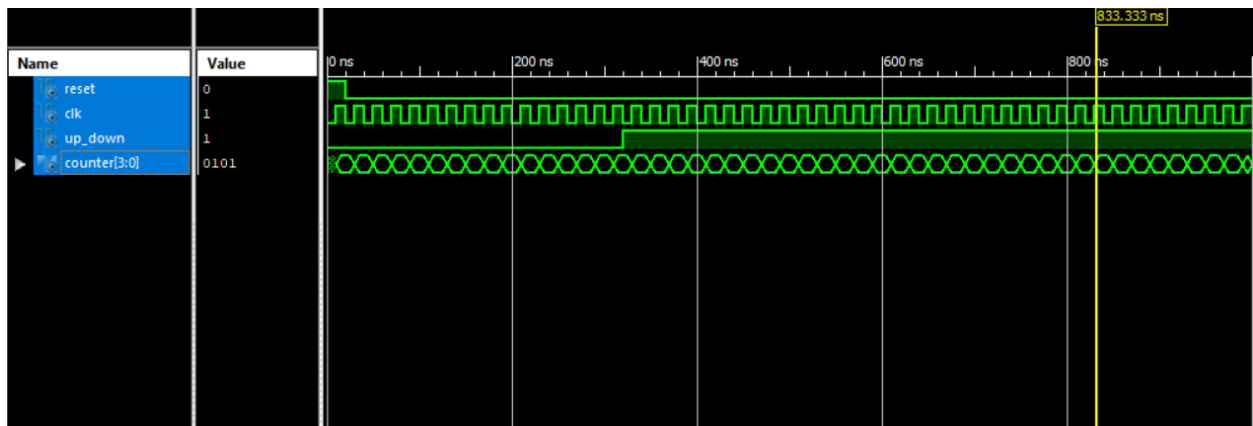 833.333 ns
Name Value |0 ns |200 ns |400 ns |600 ns |800 ns
reset 0
clk 1
up_down 1
counter[3:0] 0101